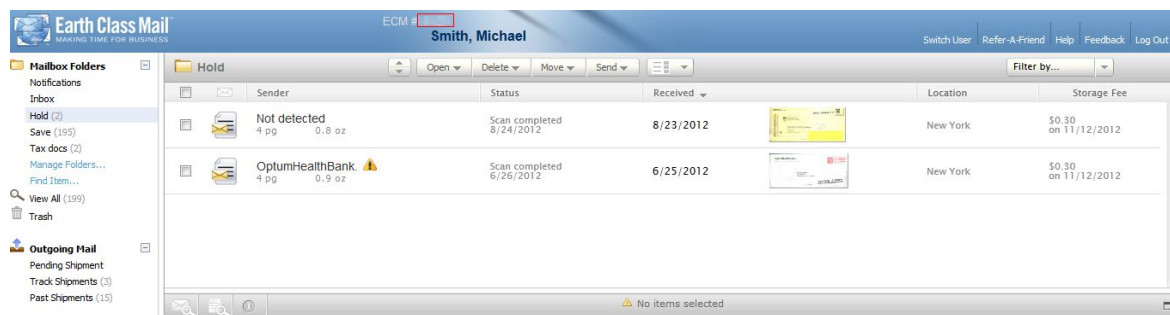 Earth Class Mail
MAKING TIME FOR BUSINESS
ECM #
Smith, Michael
Switch User Refer-A-Friend Help Feedback Log Out
Mailbox Folders
Notifications
Inbox
Hold (2)
Save (195)
Tax docs (2)
Manage Folders...
Find Item...
View All (199)
Trash
Outgoing Mail
Pending Shipment
Track Shipments (3)
Past Shipments (15)
Hold Open Delete Move Send Filter by...
Sender Status Received Location Storage Fee
Not detected Scan completed 8/23/2012 New York $0.30
4 pg 0.8 oz 8/24/2012 on 11/12/2012
OptumHealthBank. Scan completed 6/25/2012 New York $0.30
4 pg 0.9 oz 6/26/2012 on 11/12/2012
No items selected